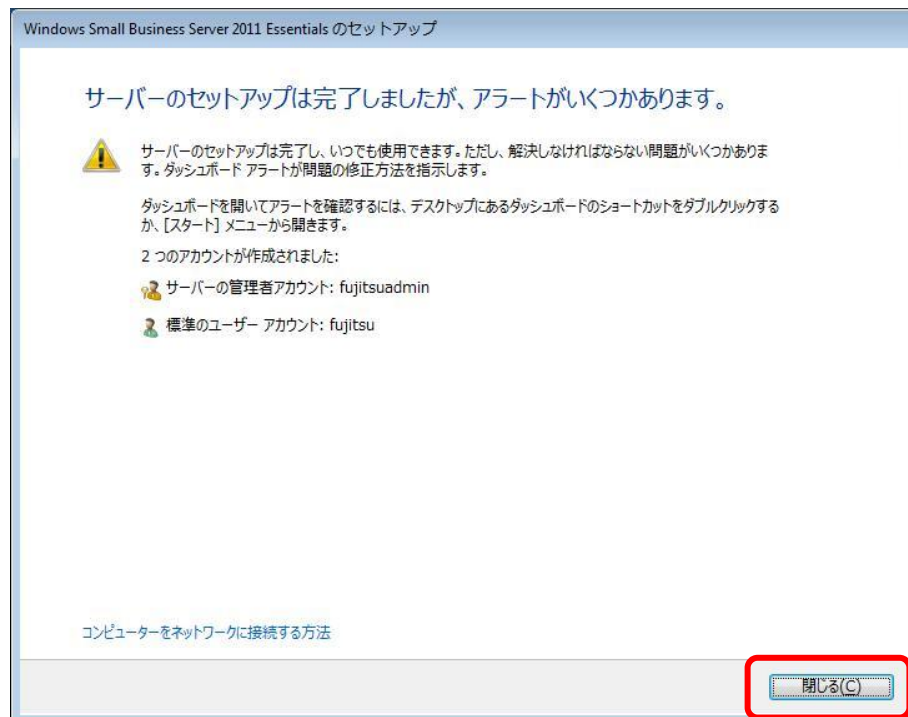 Windows Small Business Server 2011 Essentials のセットアップ
サーバーのセットアップは完了しましたが、アラートがいくつかあります。
サーバーのセットアップは完了し、いつでも使用できます。ただし、解決しなければならない問題がいくつかありま
す。ダッシュボード アラートが問題の修正方法を指示します。
ダッシュボードを開いてアラートを確認するには、デスクトップにあるダッシュボードのショートカットをダブルクリックする
か、[スタート] メニューから開きます。
2 つのアカウントが作成されました:
サーバーの管理者アカウント: fujitsuadmin
標準のユーザー アカウント: fujitsu
コンピューターをネットワークに接続する方法
閉じる(C)